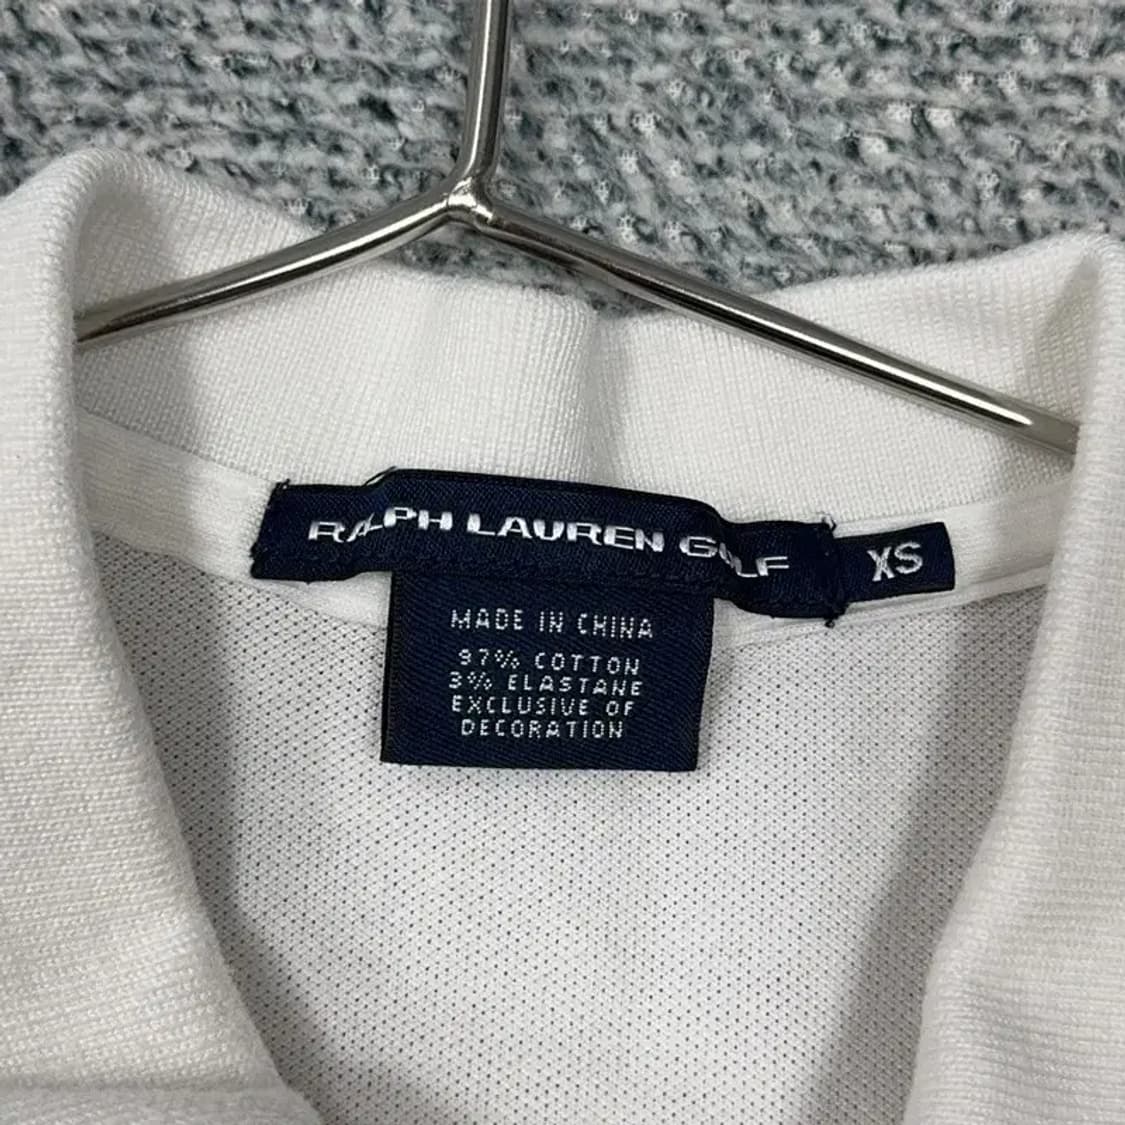 RALPH LAUREN GOLF
XS
MADE IN CHINA
97% COTTON
3% ELASTANE
EXCLUSIVE OF
DECORATION